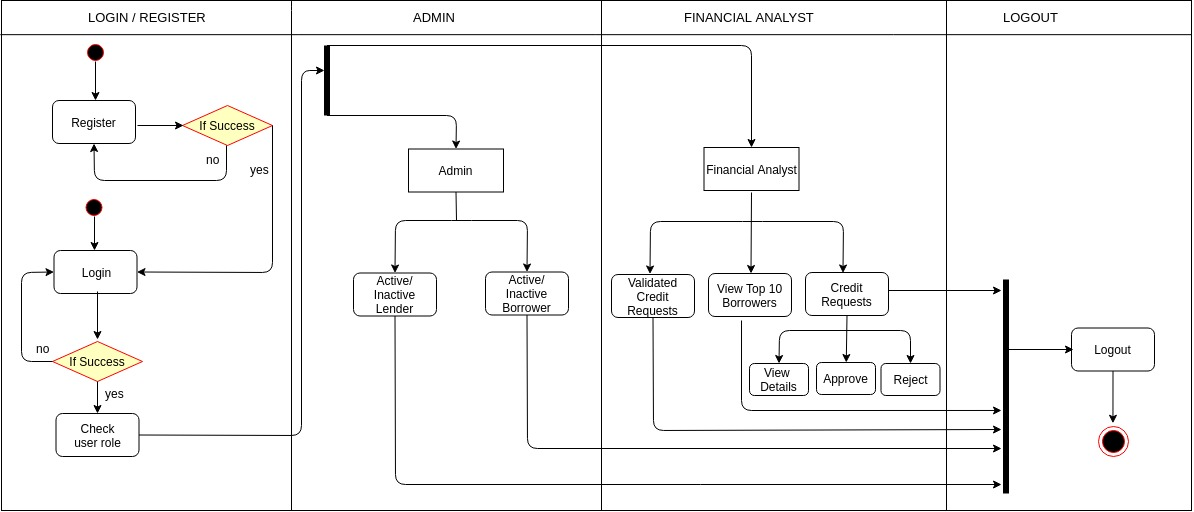 LOGIN / REGISTER
ADMIN
FINANCIAL ANALYST
LOGOUT
Register
If Success
no
yes
Login
no
If Success
yes
Check
user role
Admin
Active/
Inactive
Lender
Active/
Inactive
Borrower
Financial Analyst
Validated
Credit
Requests
View Top 10
Borrowers
Credit
Requests
View
Details
Approve
Reject
Logout